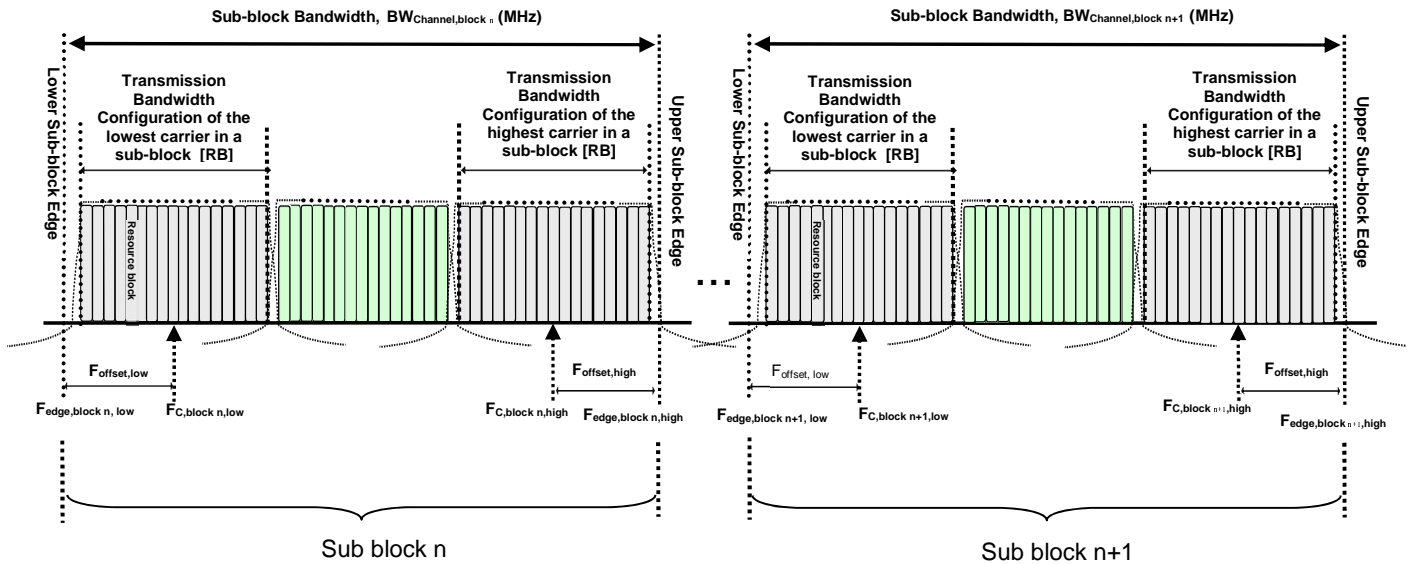 Sub-block Bandwidth, BWChannel,block n (MHz)
Lower Sub-block Edge
Transmission
Bandwidth
Configuration of the
lowest carrier in a
sub-block [RB]
Transmission
Bandwidth
Configuration of the
highest carrier in a
sub-block [RB]
Upper Sub-block Edge
Resource block
Foffset,low
Foffset,high
Fedge,block n, low
FC,block n,low
FC,block n,high
Fedge,block n,high
Sub block n
...
Sub-block Bandwidth, BWChannel,block n+1 (MHz)
Lower Sub-block Edge
Transmission
Bandwidth
Configuration of the
lowest carrier in a
sub-block [RB]
Transmission
Bandwidth
Configuration of the
highest carrier in a
sub-block [RB]
Upper Sub-block Edge
Resource block
Foffset, low
Foffset,high
Fedge,block n+1, low
FC,block n+1,low
FC,block n+1,high
Fedge,block n+1,high
Sub block n+1